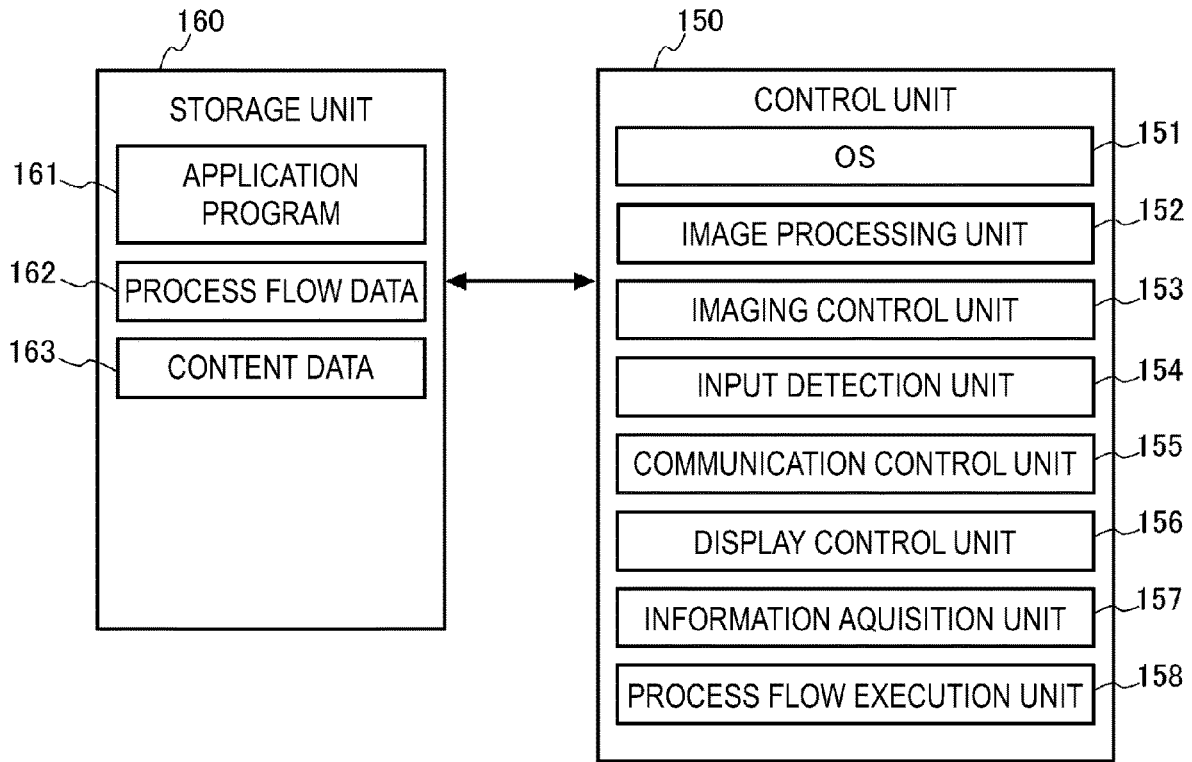 160
STORAGE UNIT
161
APPLICATION
PROGRAM
162
PROCESS FLOW DATA
163
CONTENT DATA
150
CONTROL UNIT
OS
151
IMAGE PROCESSING UNIT
152
IMAGING CONTROL UNIT
153
INPUT DETECTION UNIT
154
COMMUNICATION CONTROL UNIT
155
DISPLAY CONTROL UNIT
156
INFORMATION AQUISITION UNIT
157
PROCESS FLOW EXECUTION UNIT
158